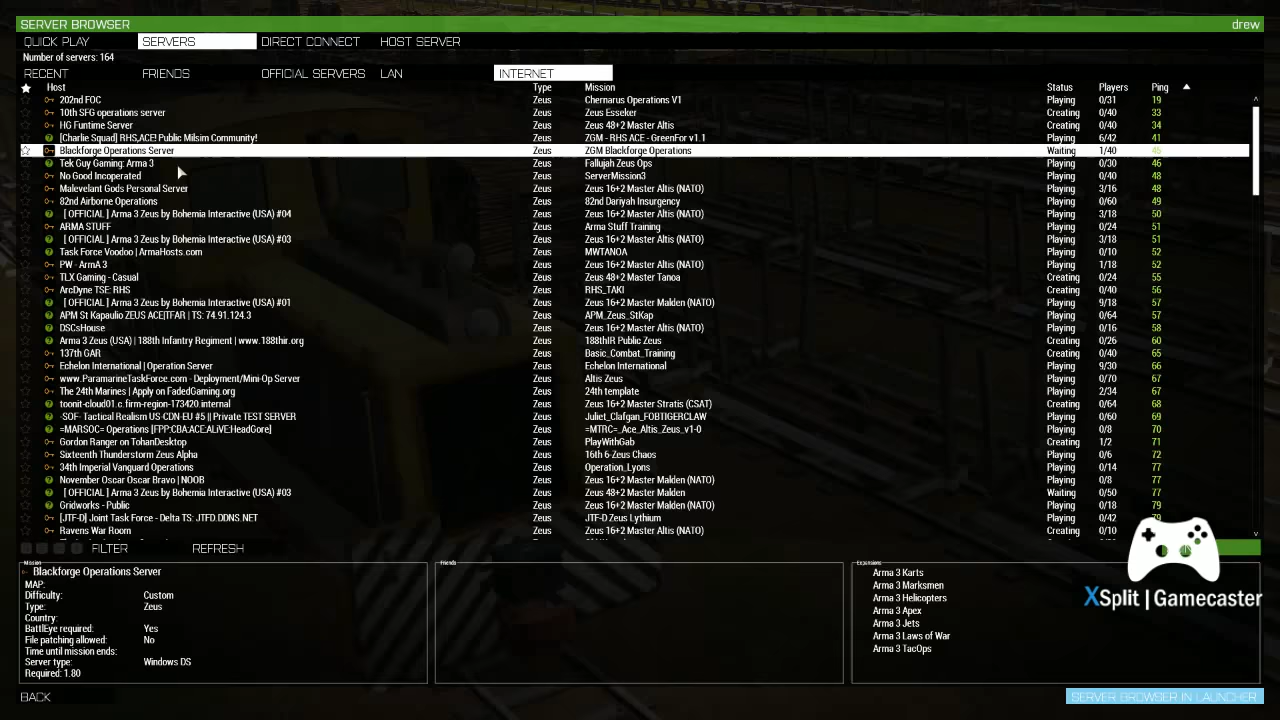 SERVER BROWSER drew
QUICK PLAY SERVERS DIRECT CONNECT HOST SERVER
Number of servers: 164
RECENT FRIENDS OFFICIAL SERVERS LAN INTERNET
Host Type Mission Status Players Ping
202nd FOC Zeus Chernarus Operations V1 Playing 0/31 19
10th SFG operations server Zeus Zeus Esseker Creating 0/40 33
HG Funtime Server Zeus Zeus 48+2 Master Altis Creating 0/40 34
[Charlie Squad] RHS,ACE! Public Milsim Community! Zeus ZGM - RHS ACE - GreenFor v1.1 Playing 6/42 41
Blackforge Operations Server Zeus ZGM Blackforge Operations Waiting 1/40 45
Tek Guy Gaming: Arma 3 Zeus Fallujah Zeus Ops Playing 0/30 46
No Good Incoperated Zeus ServerMission3 Playing 0/40 48
Malevelant Gods Personal Server Zeus Zeus 16+2 Master Altis (NATO) Playing 3/16 48
82nd Airborne Operations Zeus 82nd Dariyah Insurgency Playing 0/60 49
[ OFFICIAL ] Arma 3 Zeus by Bohemia Interactive (USA) #04 Zeus Zeus 16+2 Master Altis (NATO) Playing 3/18 50
ARMA STUFF Zeus Arma Stuff Training Playing 0/24 51
[ OFFICIAL ] Arma 3 Zeus by Bohemia Interactive (USA) #03 Zeus Zeus 16+2 Master Altis (NATO) Playing 3/18 51
Task Force Voodoo | ArmaHosts.com Zeus MWTANOA Playing 0/10 52
PW - ArmA 3 Zeus Zeus 16+2 Master Altis (NATO) Playing 1/18 52
TLX Gaming - Casual Zeus Zeus 48+2 Master Tanoa Creating 0/24 55
ArcDyne TSE: RHS Zeus RHS_TAKI Creating 0/40 56
[ OFFICIAL ] Arma 3 Zeus by Bohemia Interactive (USA) #01 Zeus Zeus 16+2 Master Malden (NATO) Playing 9/18 57
APM St Kapaulio ZEUS ACE|TFAR | TS: 74.91.124.3 Zeus APM_Zeus_StKap Playing 0/64 57
DSCsHouse Zeus Zeus 16+2 Master Altis (NATO) Playing 0/16 58
Arma 3 Zeus (USA) | 188th Infantry Regiment | www.188thir.org Zeus 188thIR Public Zeus Creating 0/26 60
137th GAR Zeus Basic_Combat_Training Creating 0/40 65
Echelon International | Operation Server Zeus Echelon International Playing 9/30 66
www.ParamarineTaskForce.com - Deployment/Mini-Op Server Zeus Altis Zeus Playing 0/70 67
The 24th Marines | Apply on FadedGaming.org Zeus 24th template Playing 2/34 67
toonit-cloud01.c.firm-region-173420.internal Zeus Zeus 16+2 Master Stratis (CSAT) Creating 0/64 68
-SOF- Tactical Realism US-CDN-EU #5 || Private TEST SERVER Zeus Juliet_Clafgan_FOBTIGERCLAW Playing 0/60 69
=MARSOC= Operations [FPP:CBA:ACE:ALiVE:HeadGore] Zeus =MTRC=_Ace_Altis_Zeus_v1-0 Playing 0/8 70
Gordon Ranger on TohanDesktop Zeus PlayWithGab Creating 1/2 71
Sixteenth Thunderstorm Zeus Alpha Zeus 16th 6-Zeus Chaos Playing 0/6 72
34th Imperial Vanguard Operations Zeus Operation_Lyons Playing 0/14 77
November Oscar Oscar Bravo | NOOB Zeus Zeus 16+2 Master Malden (NATO) Playing 0/8 77
[ OFFICIAL ] Arma 3 Zeus by Bohemia Interactive (USA) #03 Zeus Zeus 48+2 Master Malden Waiting 0/50 77
Gridworks - Public Zeus Zeus 16+2 Master Malden (NATO) Playing 0/18 79
[JTF-D] Joint Task Force - Delta TS: JTFD.DDNS.NET Zeus JTF-D Zeus Lythium Playing 0/42 79
Ravens War Room Zeus Zeus 16+2 Master Altis (NATO) Creating 0/10
FILTER REFRESH
Mission Friends Expansions
Blackforge Operations Server
MAP:
Difficulty: Custom
Type: Zeus
Country:
BattlEye required: Yes
File patching allowed: No
Time until mission ends:
Server type: Windows DS
Required: 1.80
Arma 3 Karts
Arma 3 Marksmen
Arma 3 Helicopters
Arma 3 Apex
Arma 3 Jets
Arma 3 Laws of War
Arma 3 TacOps
XSplit | Gamecaster
BACK SERVER BROWSER IN LAUNCHER